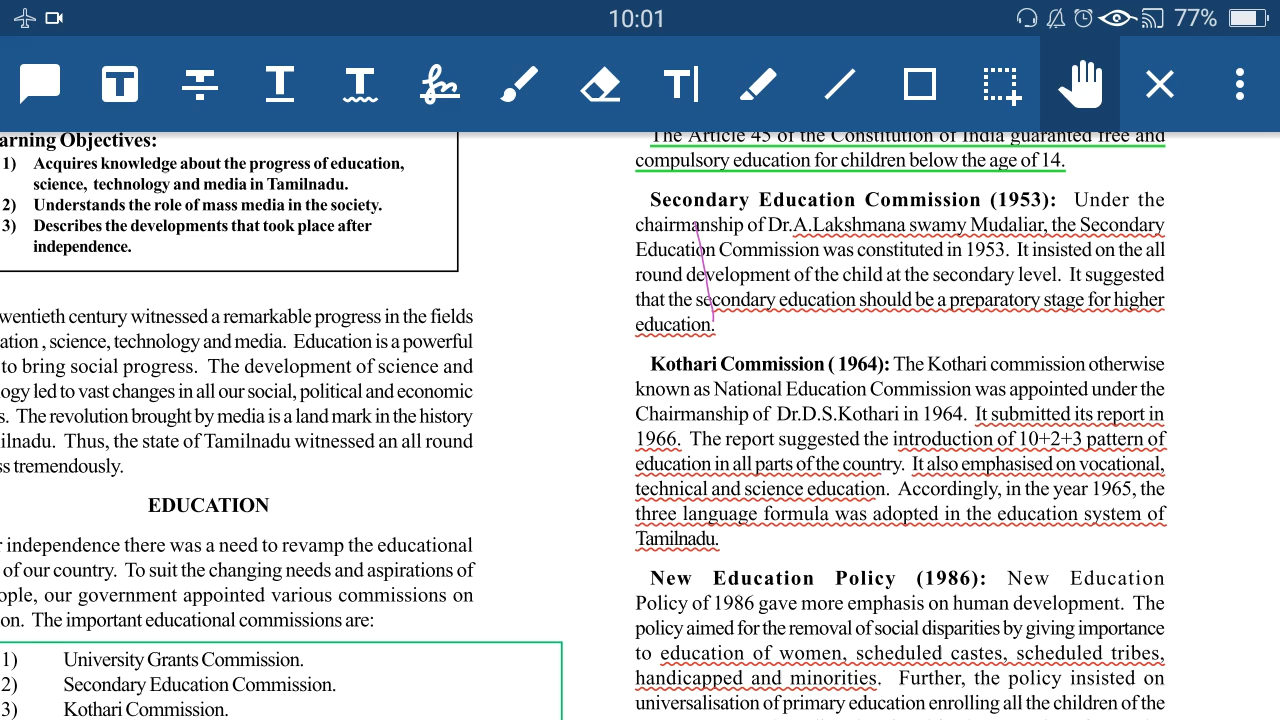 10:01
77%
arning Objectives:
1) Acquires knowledge about the progress of education,
science, technology and media in Tamilnadu.
2) Understands the role of mass media in the society.
3) Describes the developments that took place after
independence.
wentieth century witnessed a remarkable progress in the fields
ation , science, technology and media. Education is a powerful
to bring social progress. The development of science and
logy led to vast changes in all our social, political and economic
s. The revolution brought by media is a land mark in the history
ilnadu. Thus, the state of Tamilnadu witnessed an all round
ss tremendously.
EDUCATION
r independence there was a need to revamp the educational
of our country. To suit the changing needs and aspirations of
ople, our government appointed various commissions on
on. The important educational commissions are:
1) University Grants Commission.
2) Secondary Education Commission.
3) Kothari Commission.
The Article 45 of the Constitution of India guaranted free and
compulsory education for children below the age of 14.
Secondary Education Commission (1953): Under the
chairmanship of Dr.A.Lakshmana swamy Mudaliar, the Secondary
Education Commission was constituted in 1953. It insisted on the all
round development of the child at the secondary level. It suggested
that the secondary education should be a preparatory stage for higher
education.
Kothari Commission ( 1964): The Kothari commission otherwise
known as National Education Commission was appointed under the
Chairmanship of Dr.D.S.Kothari in 1964. It submitted its report in
1966. The report suggested the introduction of 10+2+3 pattern of
education in all parts of the country. It also emphasised on vocational,
technical and science education. Accordingly, in the year 1965, the
three language formula was adopted in the education system of
Tamilnadu.
New Education Policy (1986): New Education
Policy of 1986 gave more emphasis on human development. The
policy aimed for the removal of social disparities by giving importance
to education of women, scheduled castes, scheduled tribes,
handicapped and minorities. Further, the policy insisted on
universalisation of primary education enrolling all the children of the